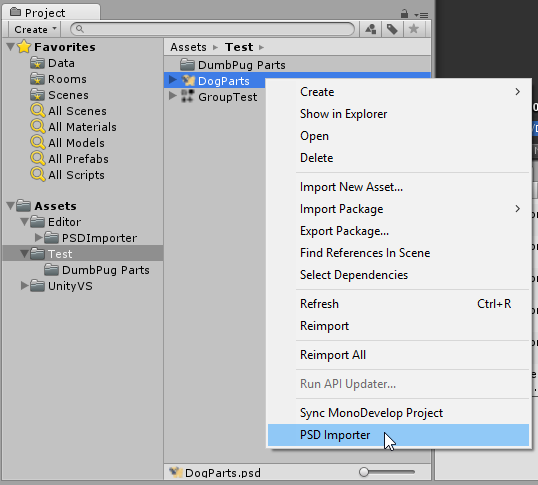 Project
Create
Favorites
Data
Rooms
Scenes
All Scenes
All Materials
All Models
All Prefabs
All Scripts
Assets
Editor
PSDImporter
Test
DumbPug Parts
UnityVS
Assets Test
DumbPug Parts
DogParts
GroupTest
DogParts.psd
Create
Show in Explorer
Open
Delete
Import New Asset...
Import Package
Export Package...
Find References In Scene
Select Dependencies
Refresh Ctrl+R
Reimport
Reimport All
Run API Updater...
Sync MonoDevelop Project
PSD Importer